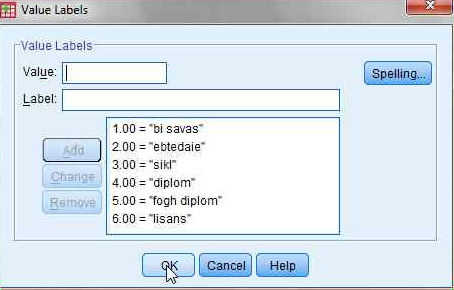 Value Labels
Value Labels
Value:
Spelling...
Label:
1.00 = "bi savas"
2.00 = "ebtedaie"
3.00 = "sikl"
4.00 = "diplom"
5.00 = "fogh diplom"
6.00 = "lisans"
Add
Change
Remove
OK Cancel Help